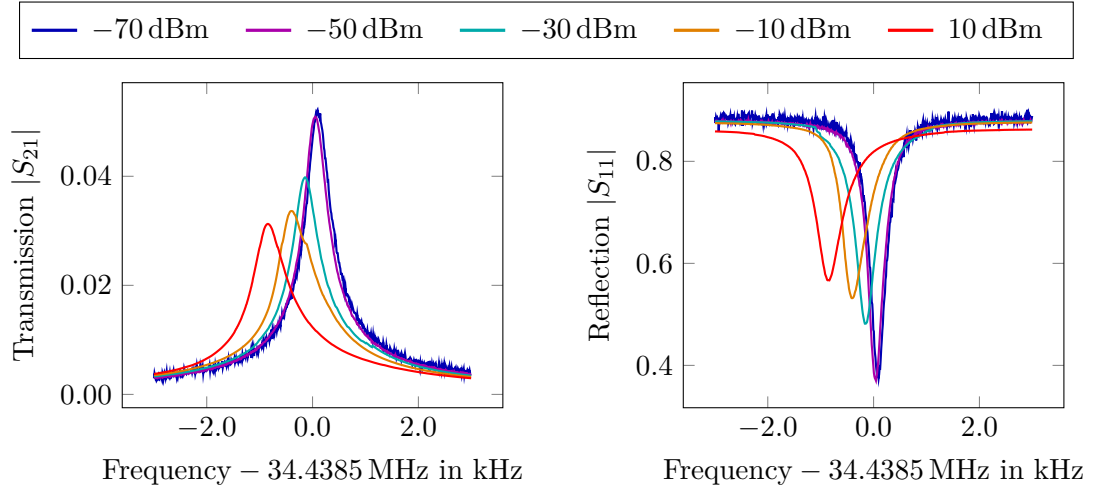 −70 dBm −50 dBm −30 dBm −10 dBm 10 dBm
Transmission |S21|
0.04
0.02
0.00
−2.0 0.0 2.0
Frequency − 34.4385 MHz in kHz
Reflection |S11|
0.8
0.6
0.4
−2.0 0.0 2.0
Frequency − 34.4385 MHz in kHz